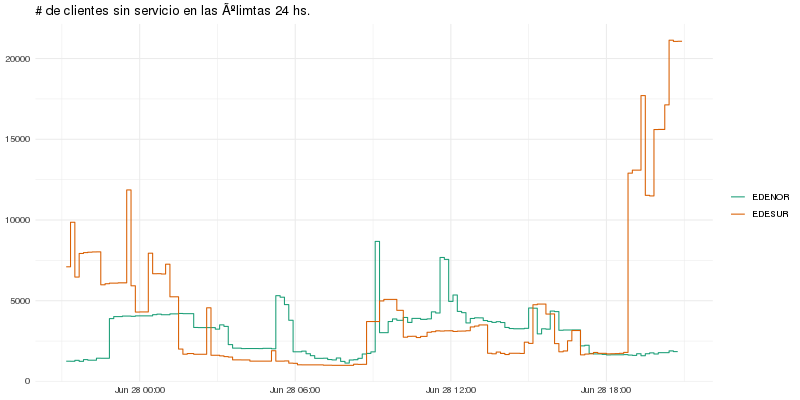 # de clientes sin servicio en las Ãºlimtas 24 hs.
20000
15000
10000
5000
0
Jun 28 00:00
Jun 28 06:00
Jun 28 12:00
Jun 28 18:00
EDENOR
EDESUR